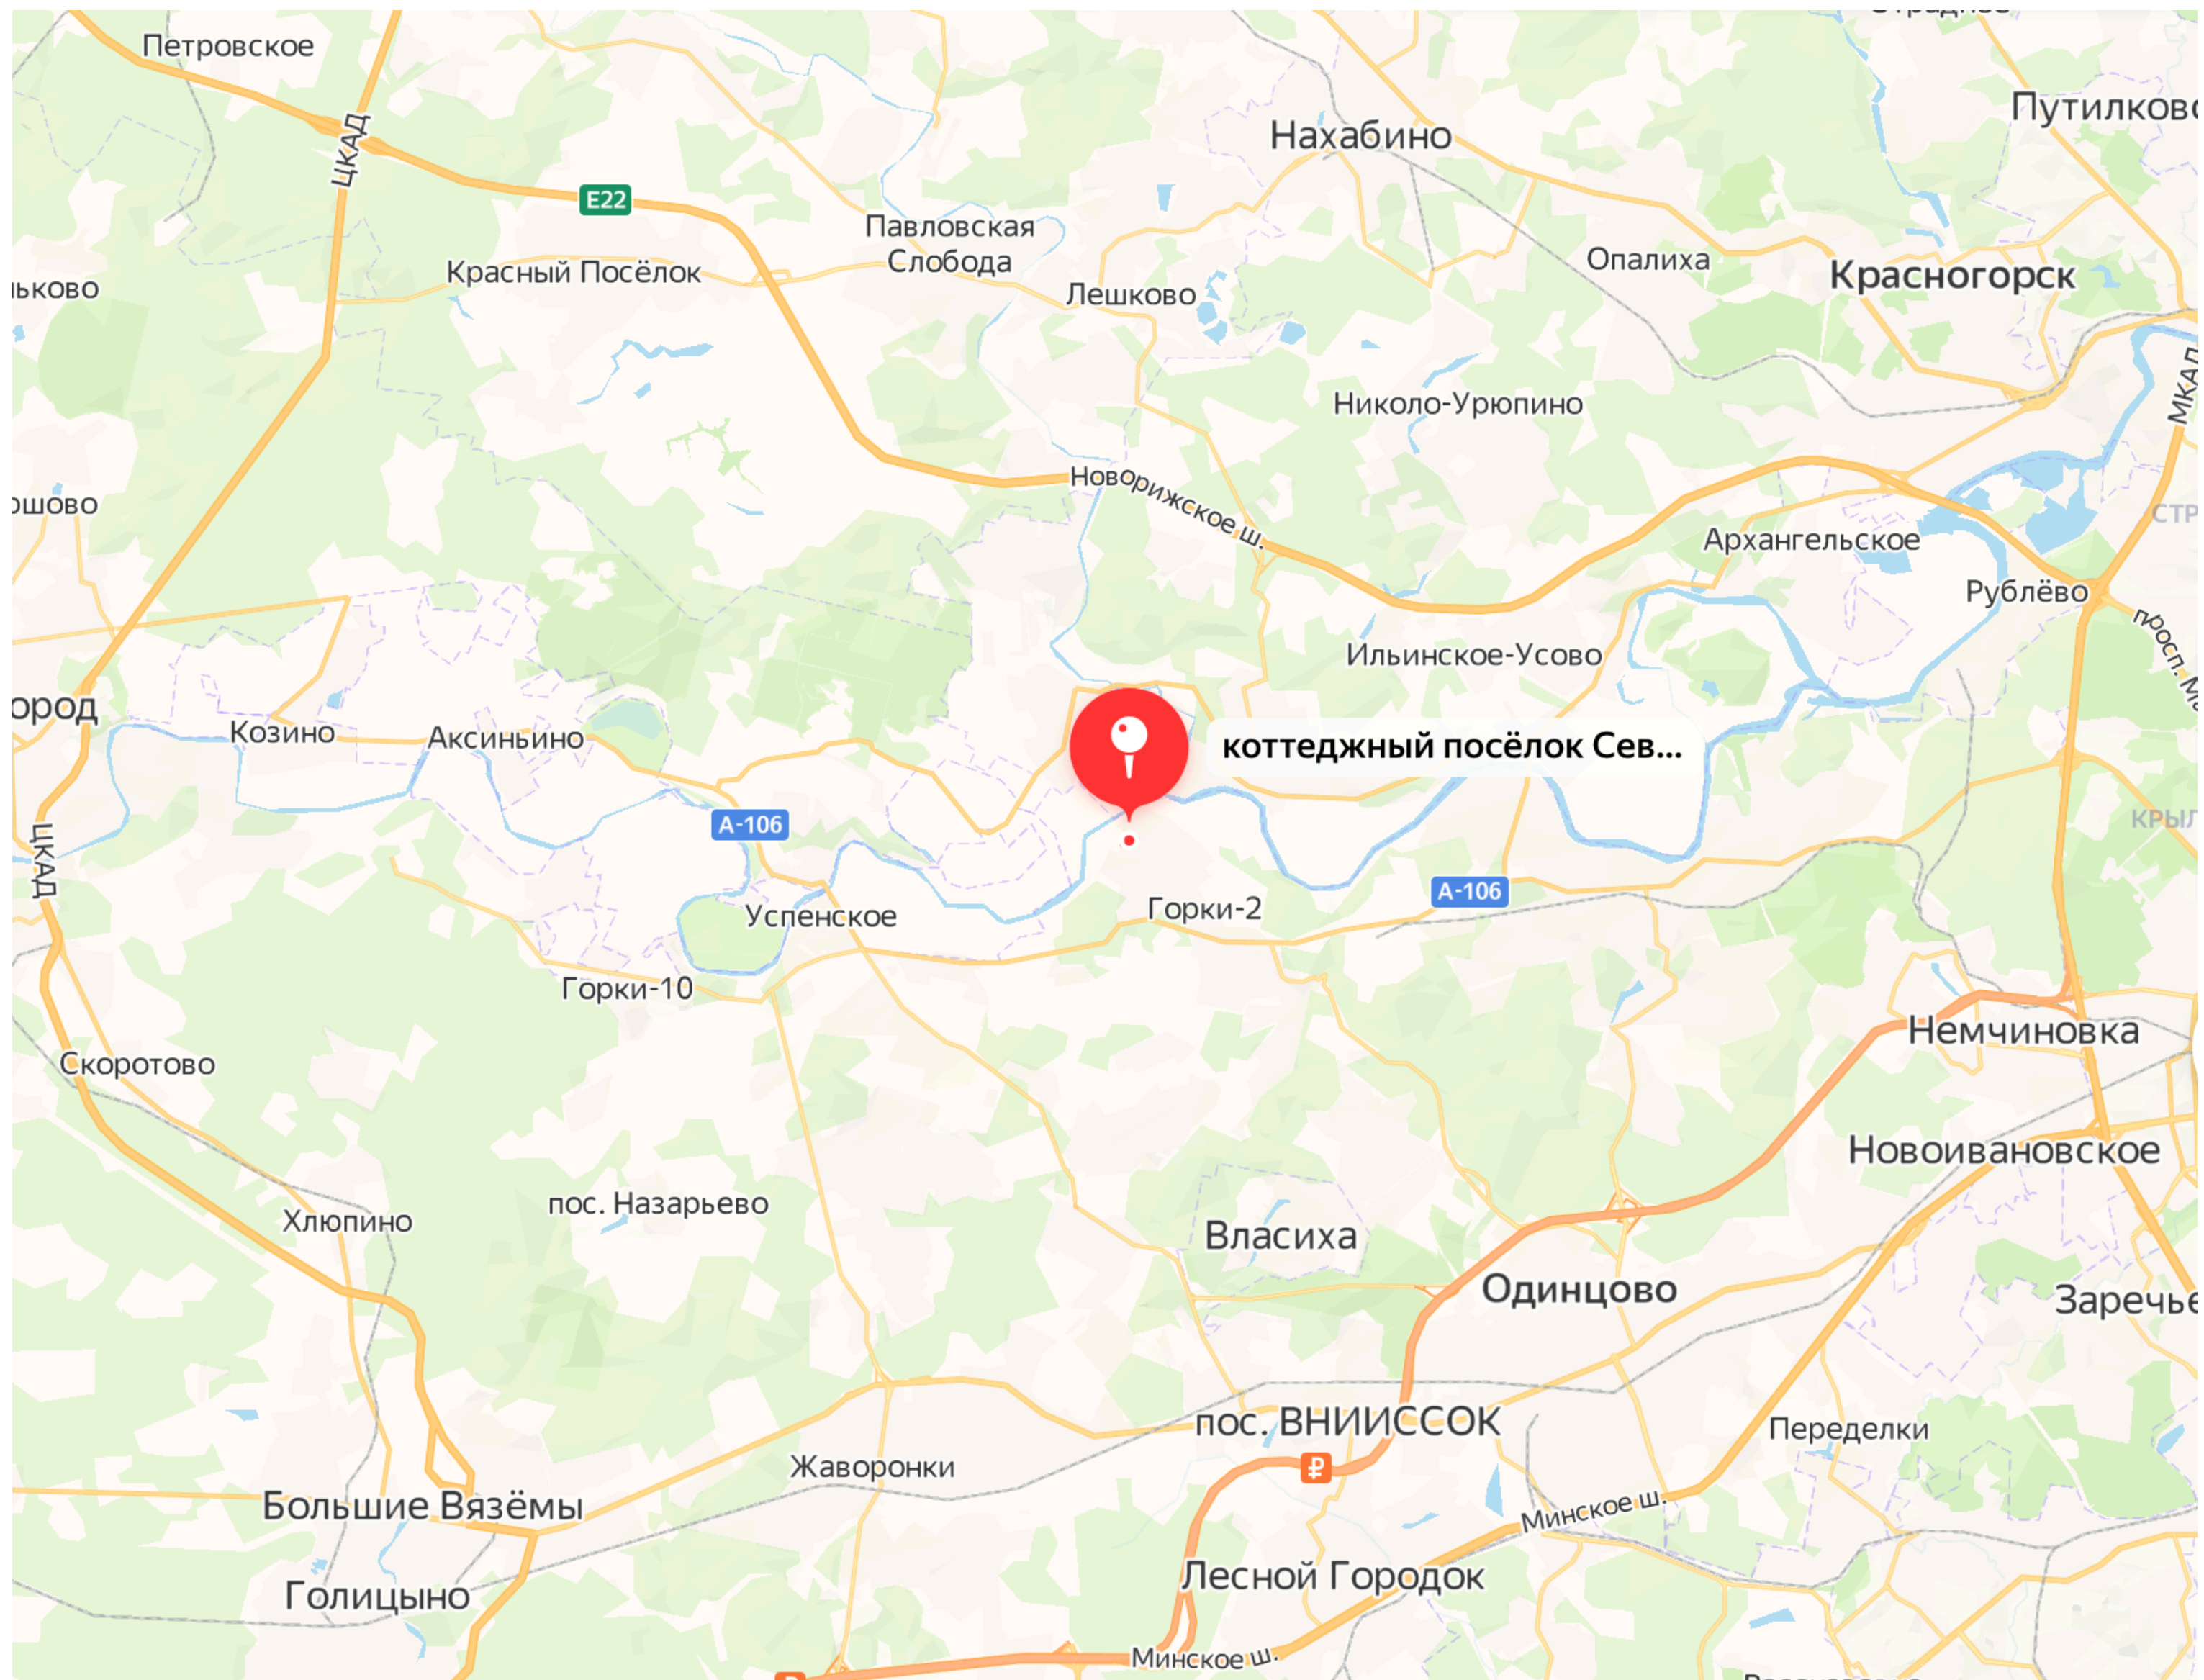 Петровское
Путилково
Нахабино
ЦКАД
E22
Павловская
Слобода
Опалиха
Красный Посёлок
Красногорск
Лешково
МКАД
Николо-Урюпино
Новорижское ш.
Архангельское
Рублёво
Ильинское-Усово
Козино
Аксиньино
коттеджный посёлок Сев...
А-106
ЦКАД
А-106
Успенское
Горки-2
Горки-10
Немчиновка
Скоротово
Новоивановское
пос. Назарьево
Хлюпино
Власиха
Одинцово
Заречье
пос. ВНИИССОК
Переделки
Жаворонки
₽
Большие Вязёмы
Минское ш.
Лесной Городок
Голицыно
Минское ш.